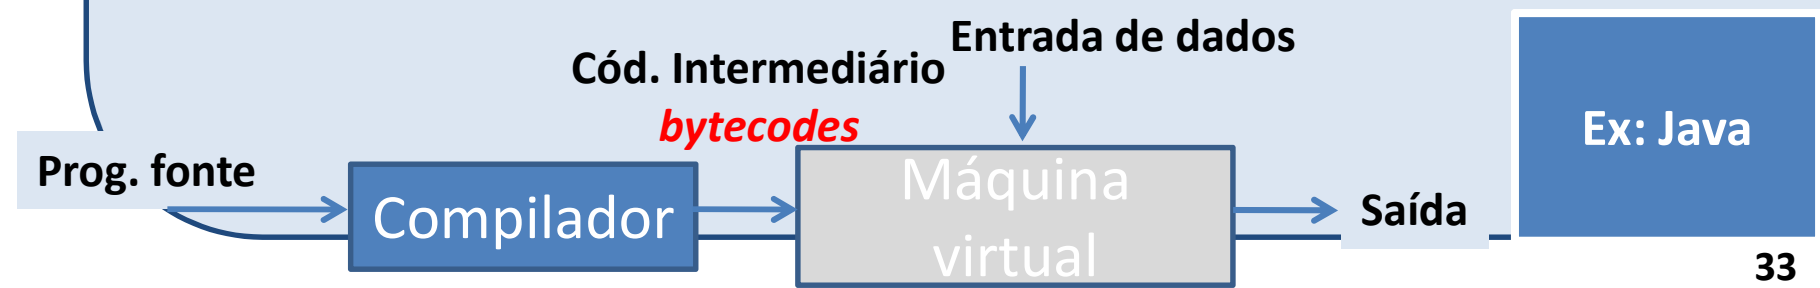 Entrada de dados
Cód. Intermediário
bytecodes
Ex: Java
Prog. fonte
Compilador
Máquina
virtual
Saída
33